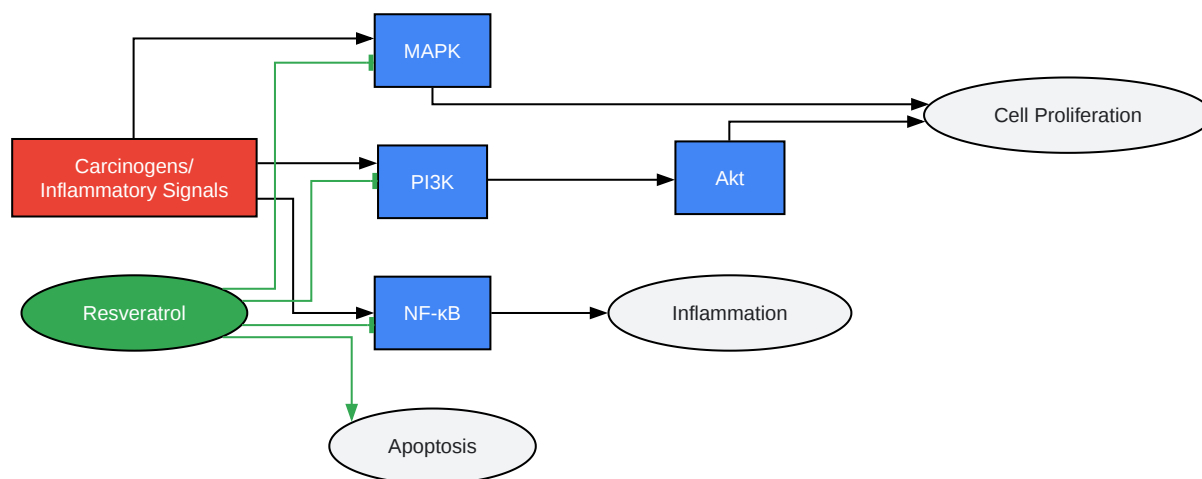 MAPK
Cell Proliferation
Carcinogens/
Inflammatory Signals
PI3K
Akt
Resveratrol
NF-κB
Inflammation
Apoptosis